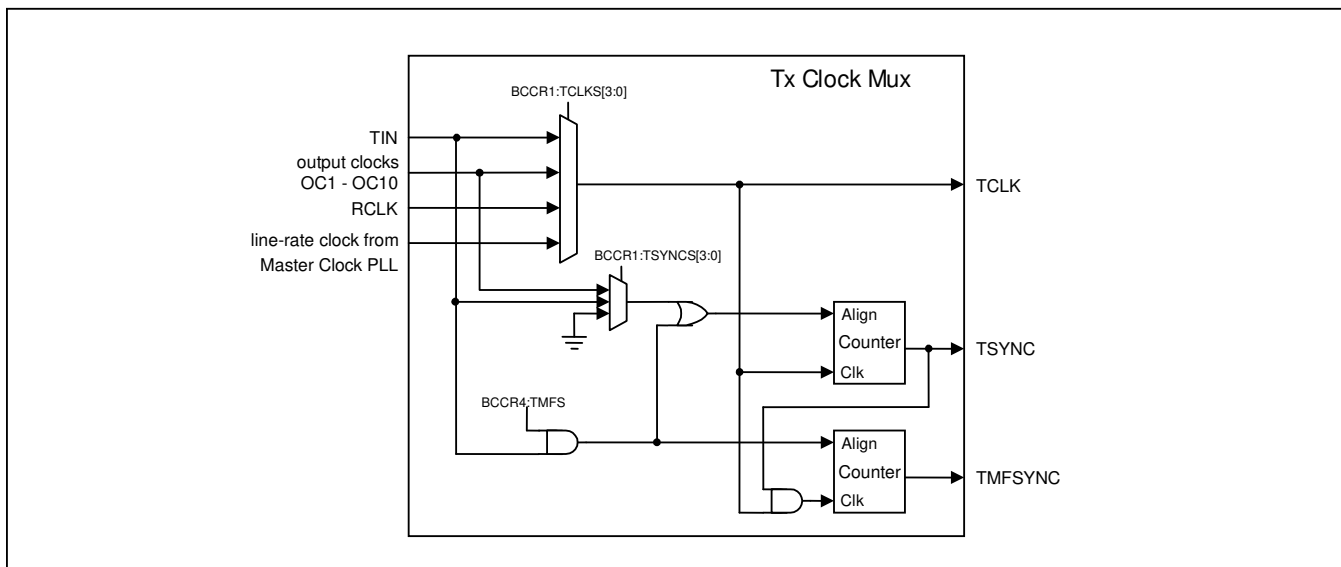 Tx Clock Mux
BCCR1:TCLKS[3:0]
TIN
output clocks
OC1 - OC10
RCLK
line-rate clock from
Master Clock PLL
TCLK
BCCR1:TSYNCS[3:0]
Align
Counter
Clk
TSYNC
BCCR4:TMFS
Align
Counter
Clk
TMFSYNC